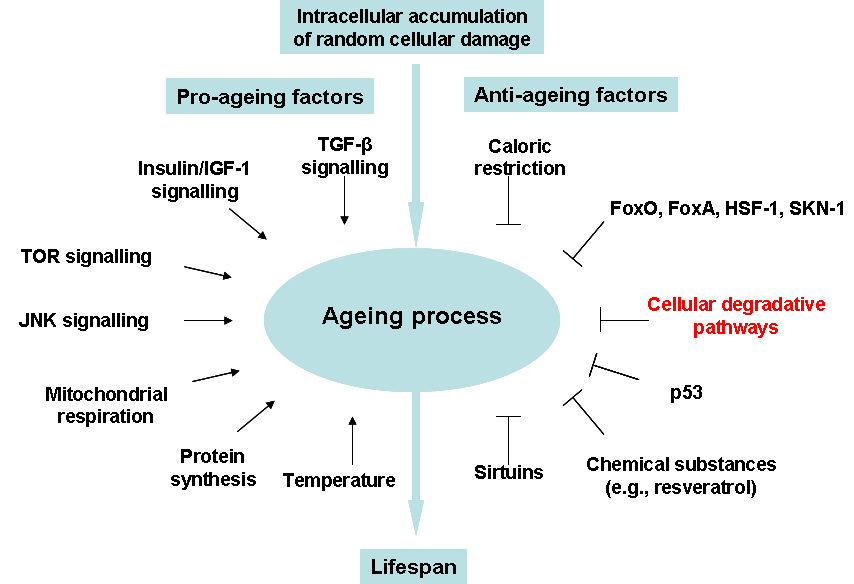 Intracellular accumulation
of random cellular damage
Pro-ageing factors
Anti-ageing factors
TGF-β
signalling
Insulin/IGF-1
signalling
TOR signalling
JNK signalling
Mitochondrial
respiration
Protein
synthesis
Temperature
Ageing process
Caloric
restriction
FoxO, FoxA, HSF-1, SKN-1
Cellular degradative
pathways
p53
Chemical substances
(e.g., resveratrol)
Sirtuins
Lifespan